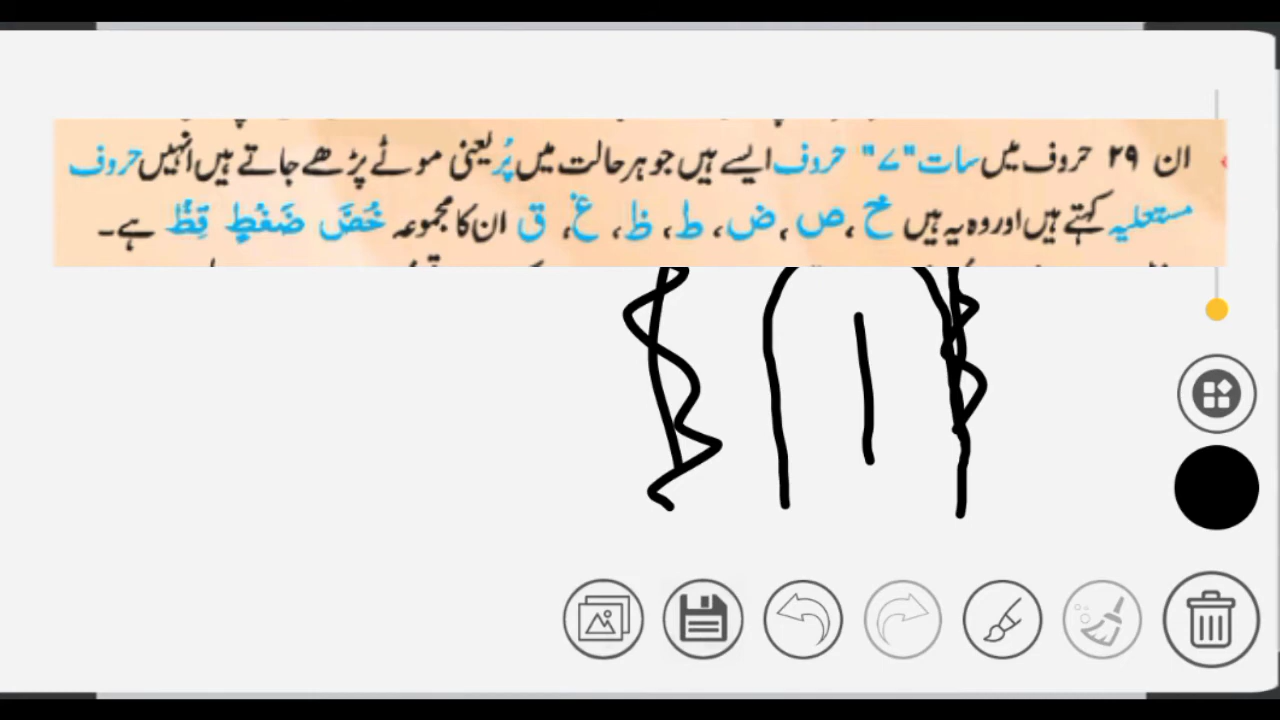 ان ۲۹ حروف میں سات "۷" حروف ایسے ہیں جو ہر حالت میں پُر یعنی موٹے پڑھے جاتے ہیں انہیں حروف
مستعلیہ کہتے ہیں اور وہ یہ ہیں خ، ص، ض، ط، ظ، غ، ق ان کا مجموعہ خُصَّ ضَغْطٍ قِظْ ہے۔